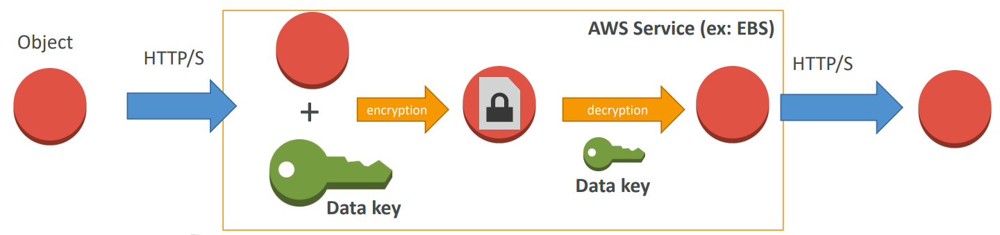 Object
HTTP/S
AWS Service (ex: EBS)
HTTP/S
+
encryption
decryption
Data key
Data key